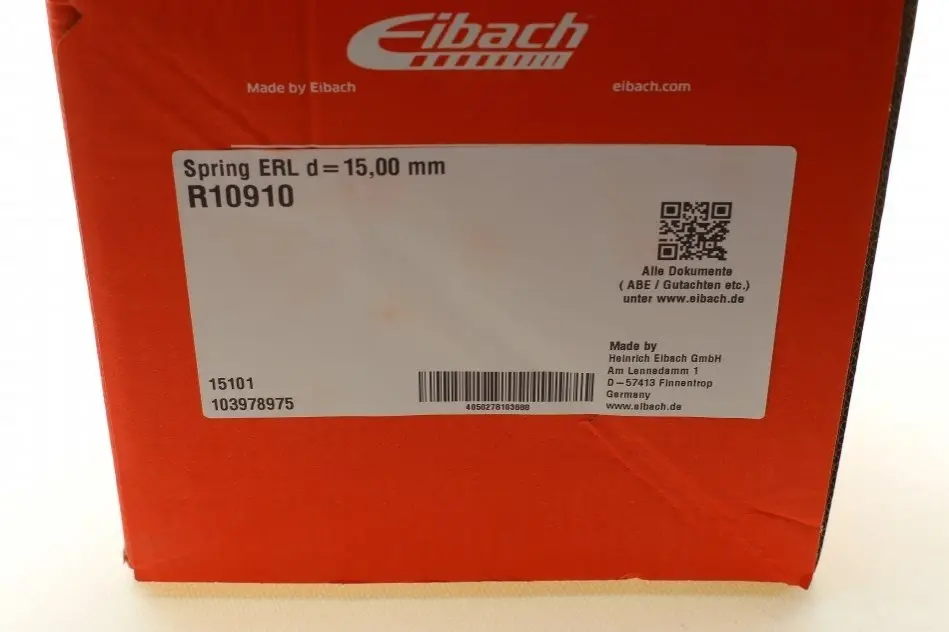 Eibach
Made by Eibach
eibach.com
Spring ERL d=15,00 mm
R10910
Alle Dokumente
( ABE / Gutachten etc.)
unter www.eibach.de
15101
103978975
Made by
Heinrich Eibach GmbH
Am Lennedamm 1
D–57413 Finnentrop
Germany
www.eibach.de